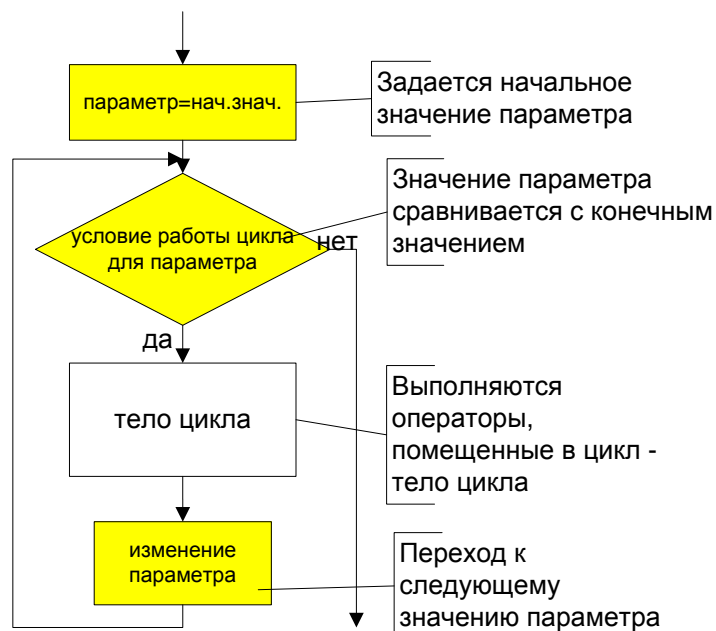 параметр=нач.знач.
Задается начальное
значение параметра
условие работы цикла
для параметра
нет
Значение параметра
сравнивается с конечным
значением
да
тело цикла
Выполняются
операторы,
помещенные в цикл -
тело цикла
изменение
параметра
Переход к
следующему
значению параметра